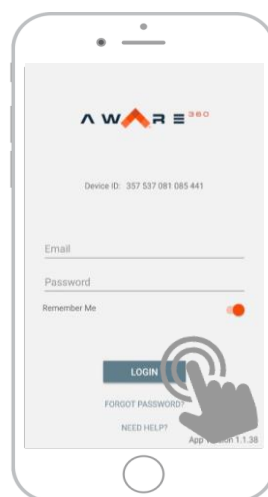 AWARE360
Device ID: 357 537 081 085 441
Email
Password
Remember Me
LOGIN
FORGOT PASSWORD?
NEED HELP?
App Version 1.1.38